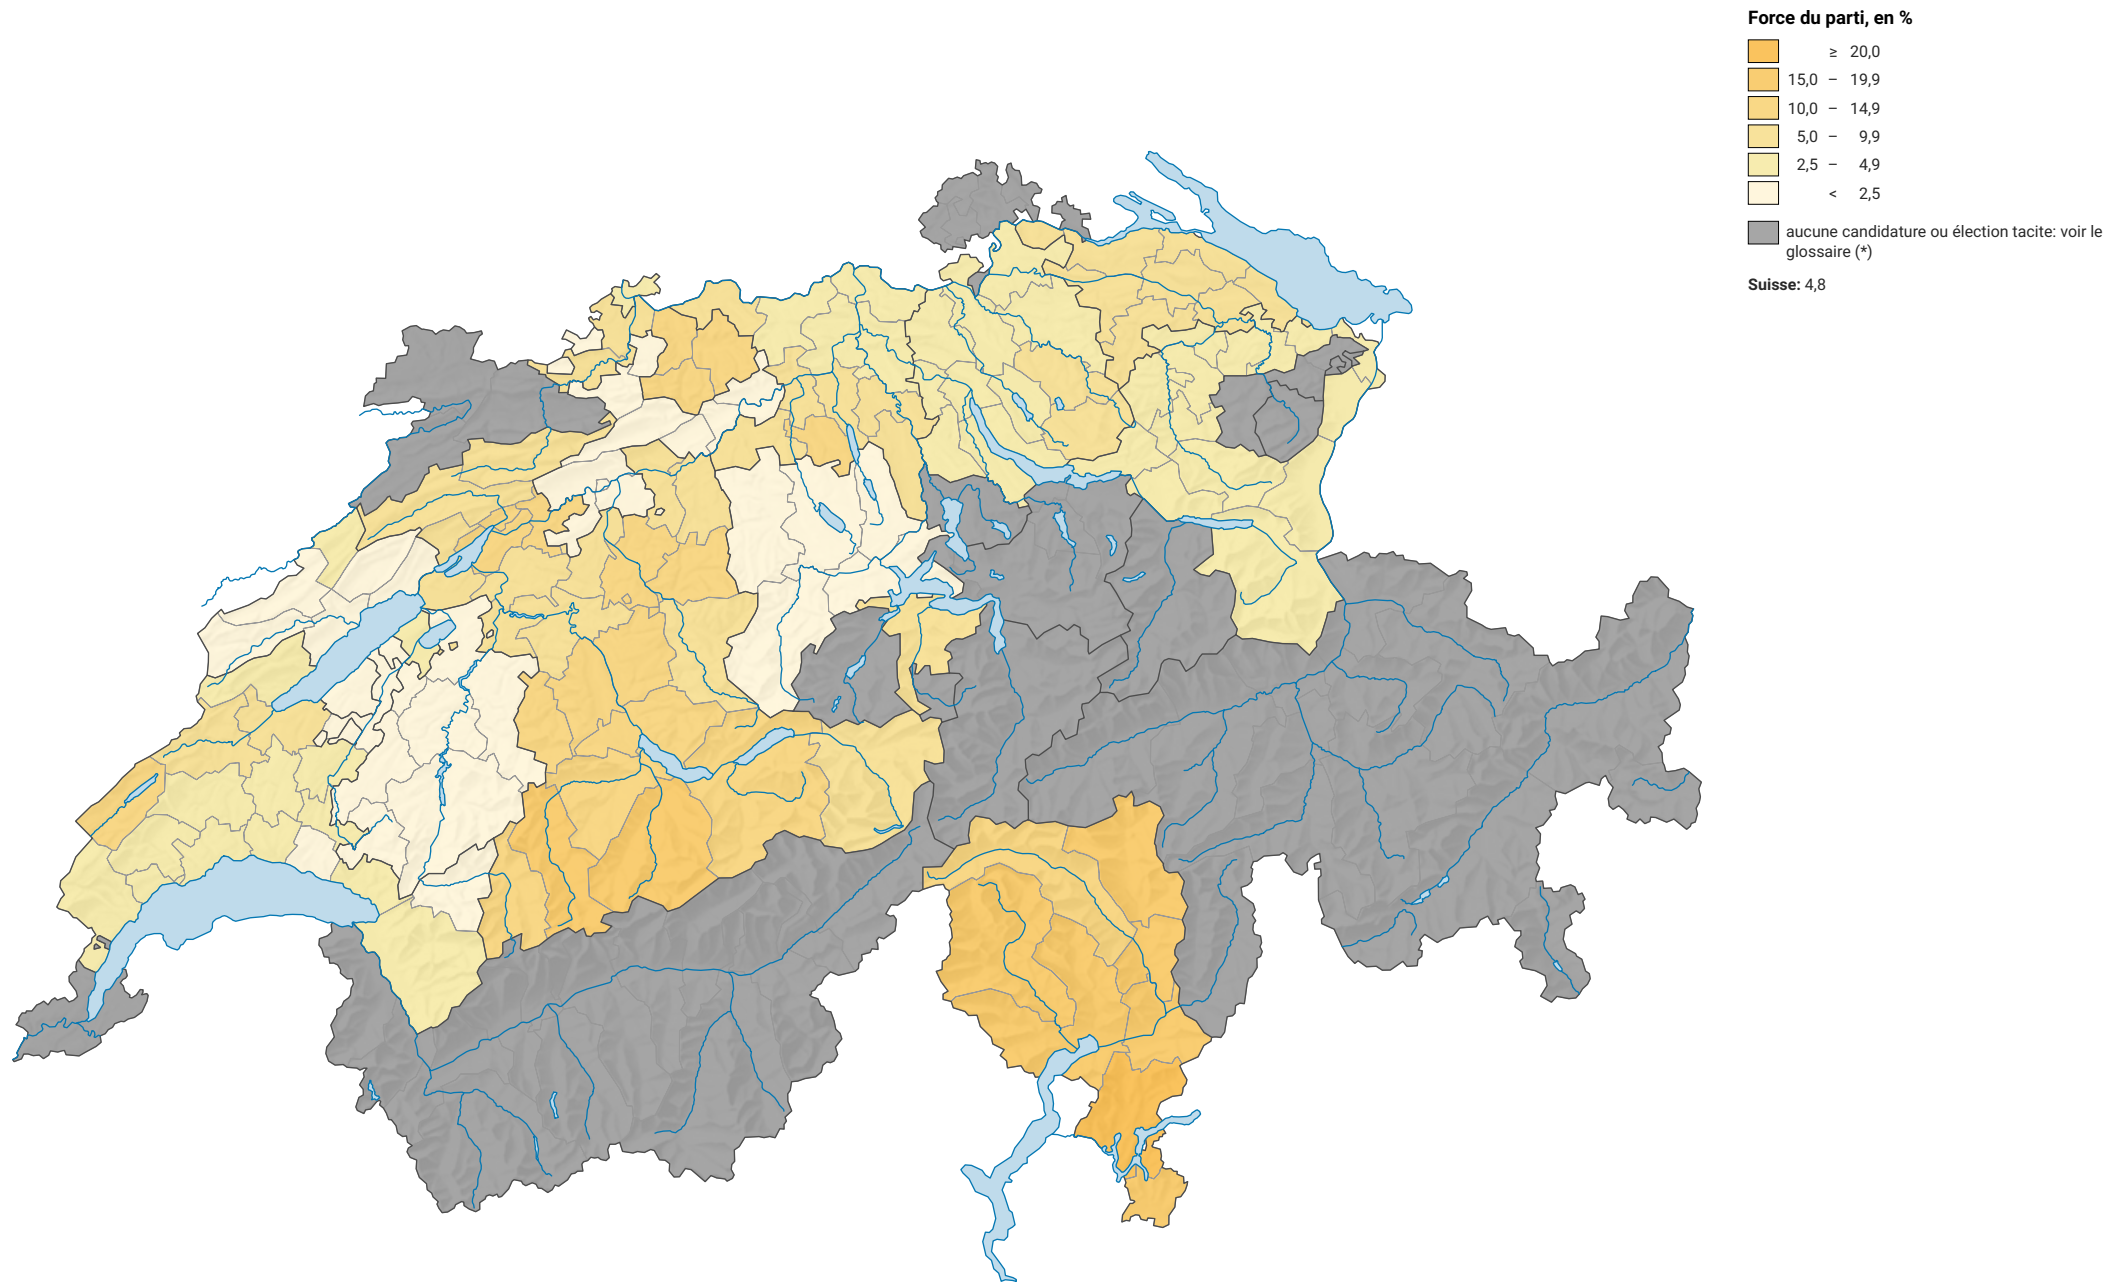 Force du parti, en %
≥ 20,0
15,0 – 19,9
10,0 – 14,9
5,0 – 9,9
2,5 – 4,9
< 2,5
aucune candidature ou élection tacite: voir le
glossaire (*)
Suisse: 4,8